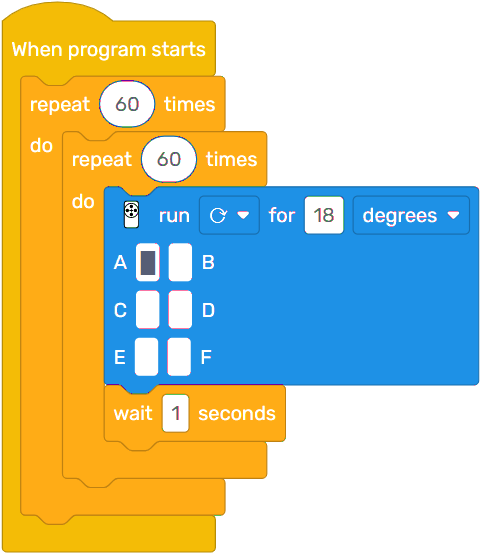 When program starts
repeat 60 times
do
repeat 60 times
do
run for 18 degrees
A B
C D
E F
wait 1 seconds